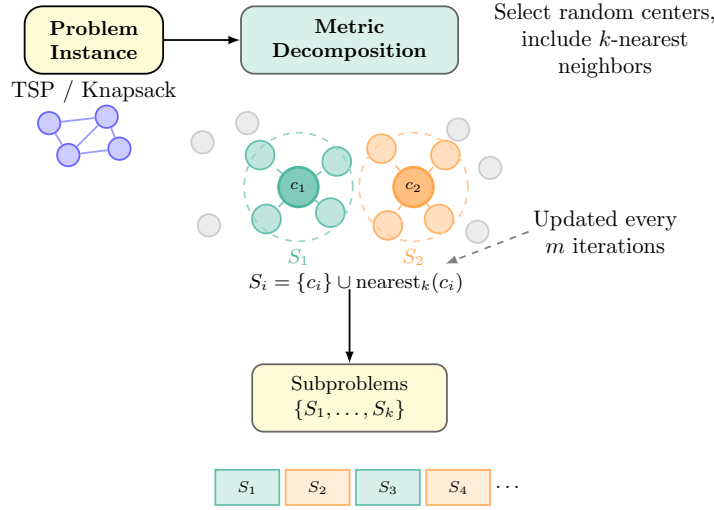 Problem
Instance
Metric
Decomposition
Select random centers,
include k-nearest
neighbors
TSP / Knapsack
c₁
c₂
S₁
S₂
Updated every
m iterations
Sᵢ = {cᵢ} ∪ nearestₖ(cᵢ)
Subproblems
{S₁, . . . , Sₖ}
S₁
S₂
S₃
S₄
· · ·